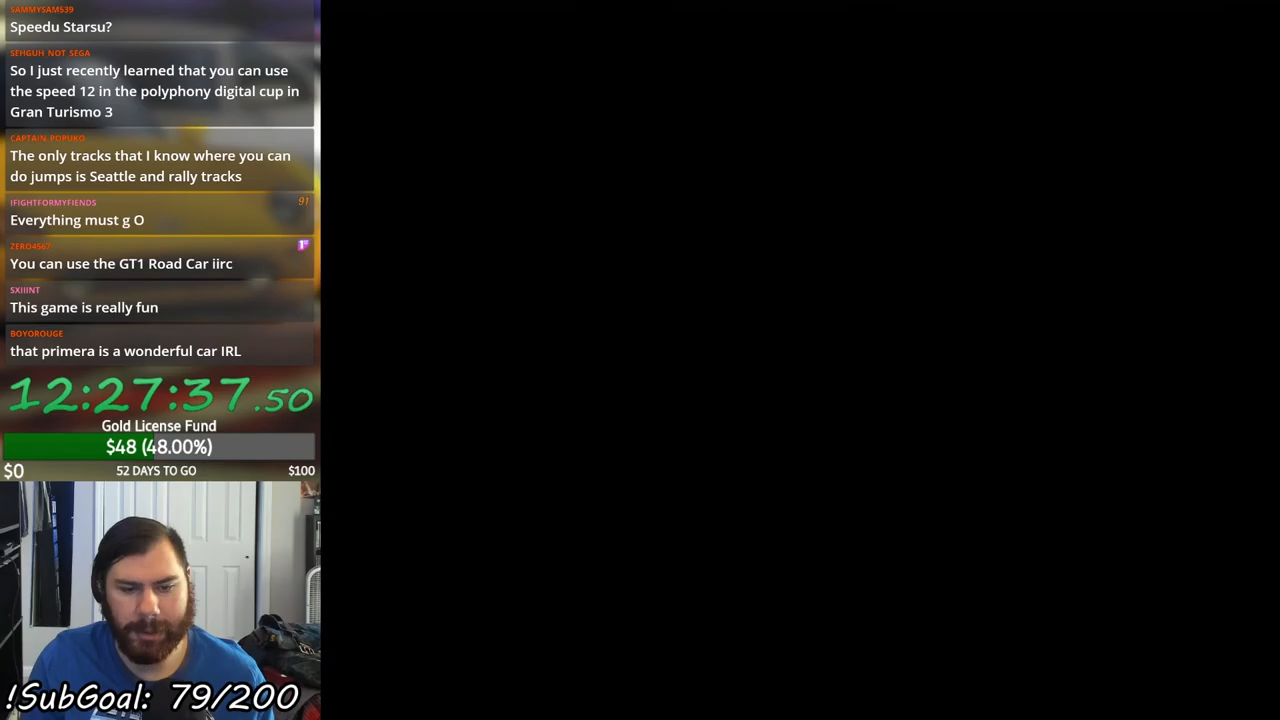 SAMMYSAM539
Speedu Starsu?
SEHGUH_NOT_SEGA
So I just recently learned that you can use
the speed 12 in the polyphony digital cup in
Gran Turismo 3
CAPTAIN_POPUKO
The only tracks that I know where you can
do jumps is Seattle and rally tracks
IFIGHTFORMYFIENDS
91
Everything must g O
ZERO4567
You can use the GT1 Road Car iirc
SXIIINT
This game is really fun
BOYOROUGE
that primera is a wonderful car IRL
12:27:37.50
Gold License Fund
$48 (48.00%)
$0 52 DAYS TO GO $100
!SubGoal: 79/200